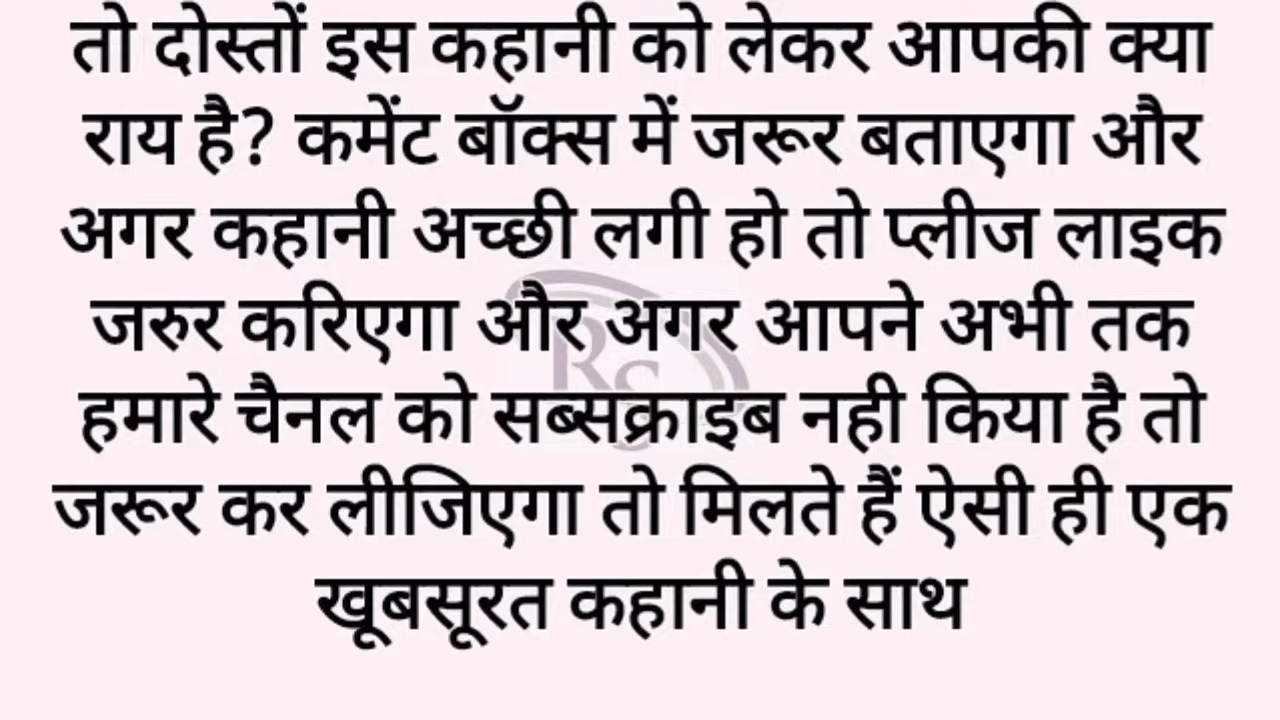 तो दोस्तों इस कहानी को लेकर आपकी क्या
राय है? कमेंट बॉक्स में जरूर बताएगा और
अगर कहानी अच्छी लगी हो तो प्लीज लाइक
जरुर करिएगा और अगर आपने अभी तक
हमारे चैनल को सब्सक्राइब नही किया है तो
जरूर कर लीजिएगा तो मिलते हैं ऐसी ही एक
खूबसूरत कहानी के साथ
RS